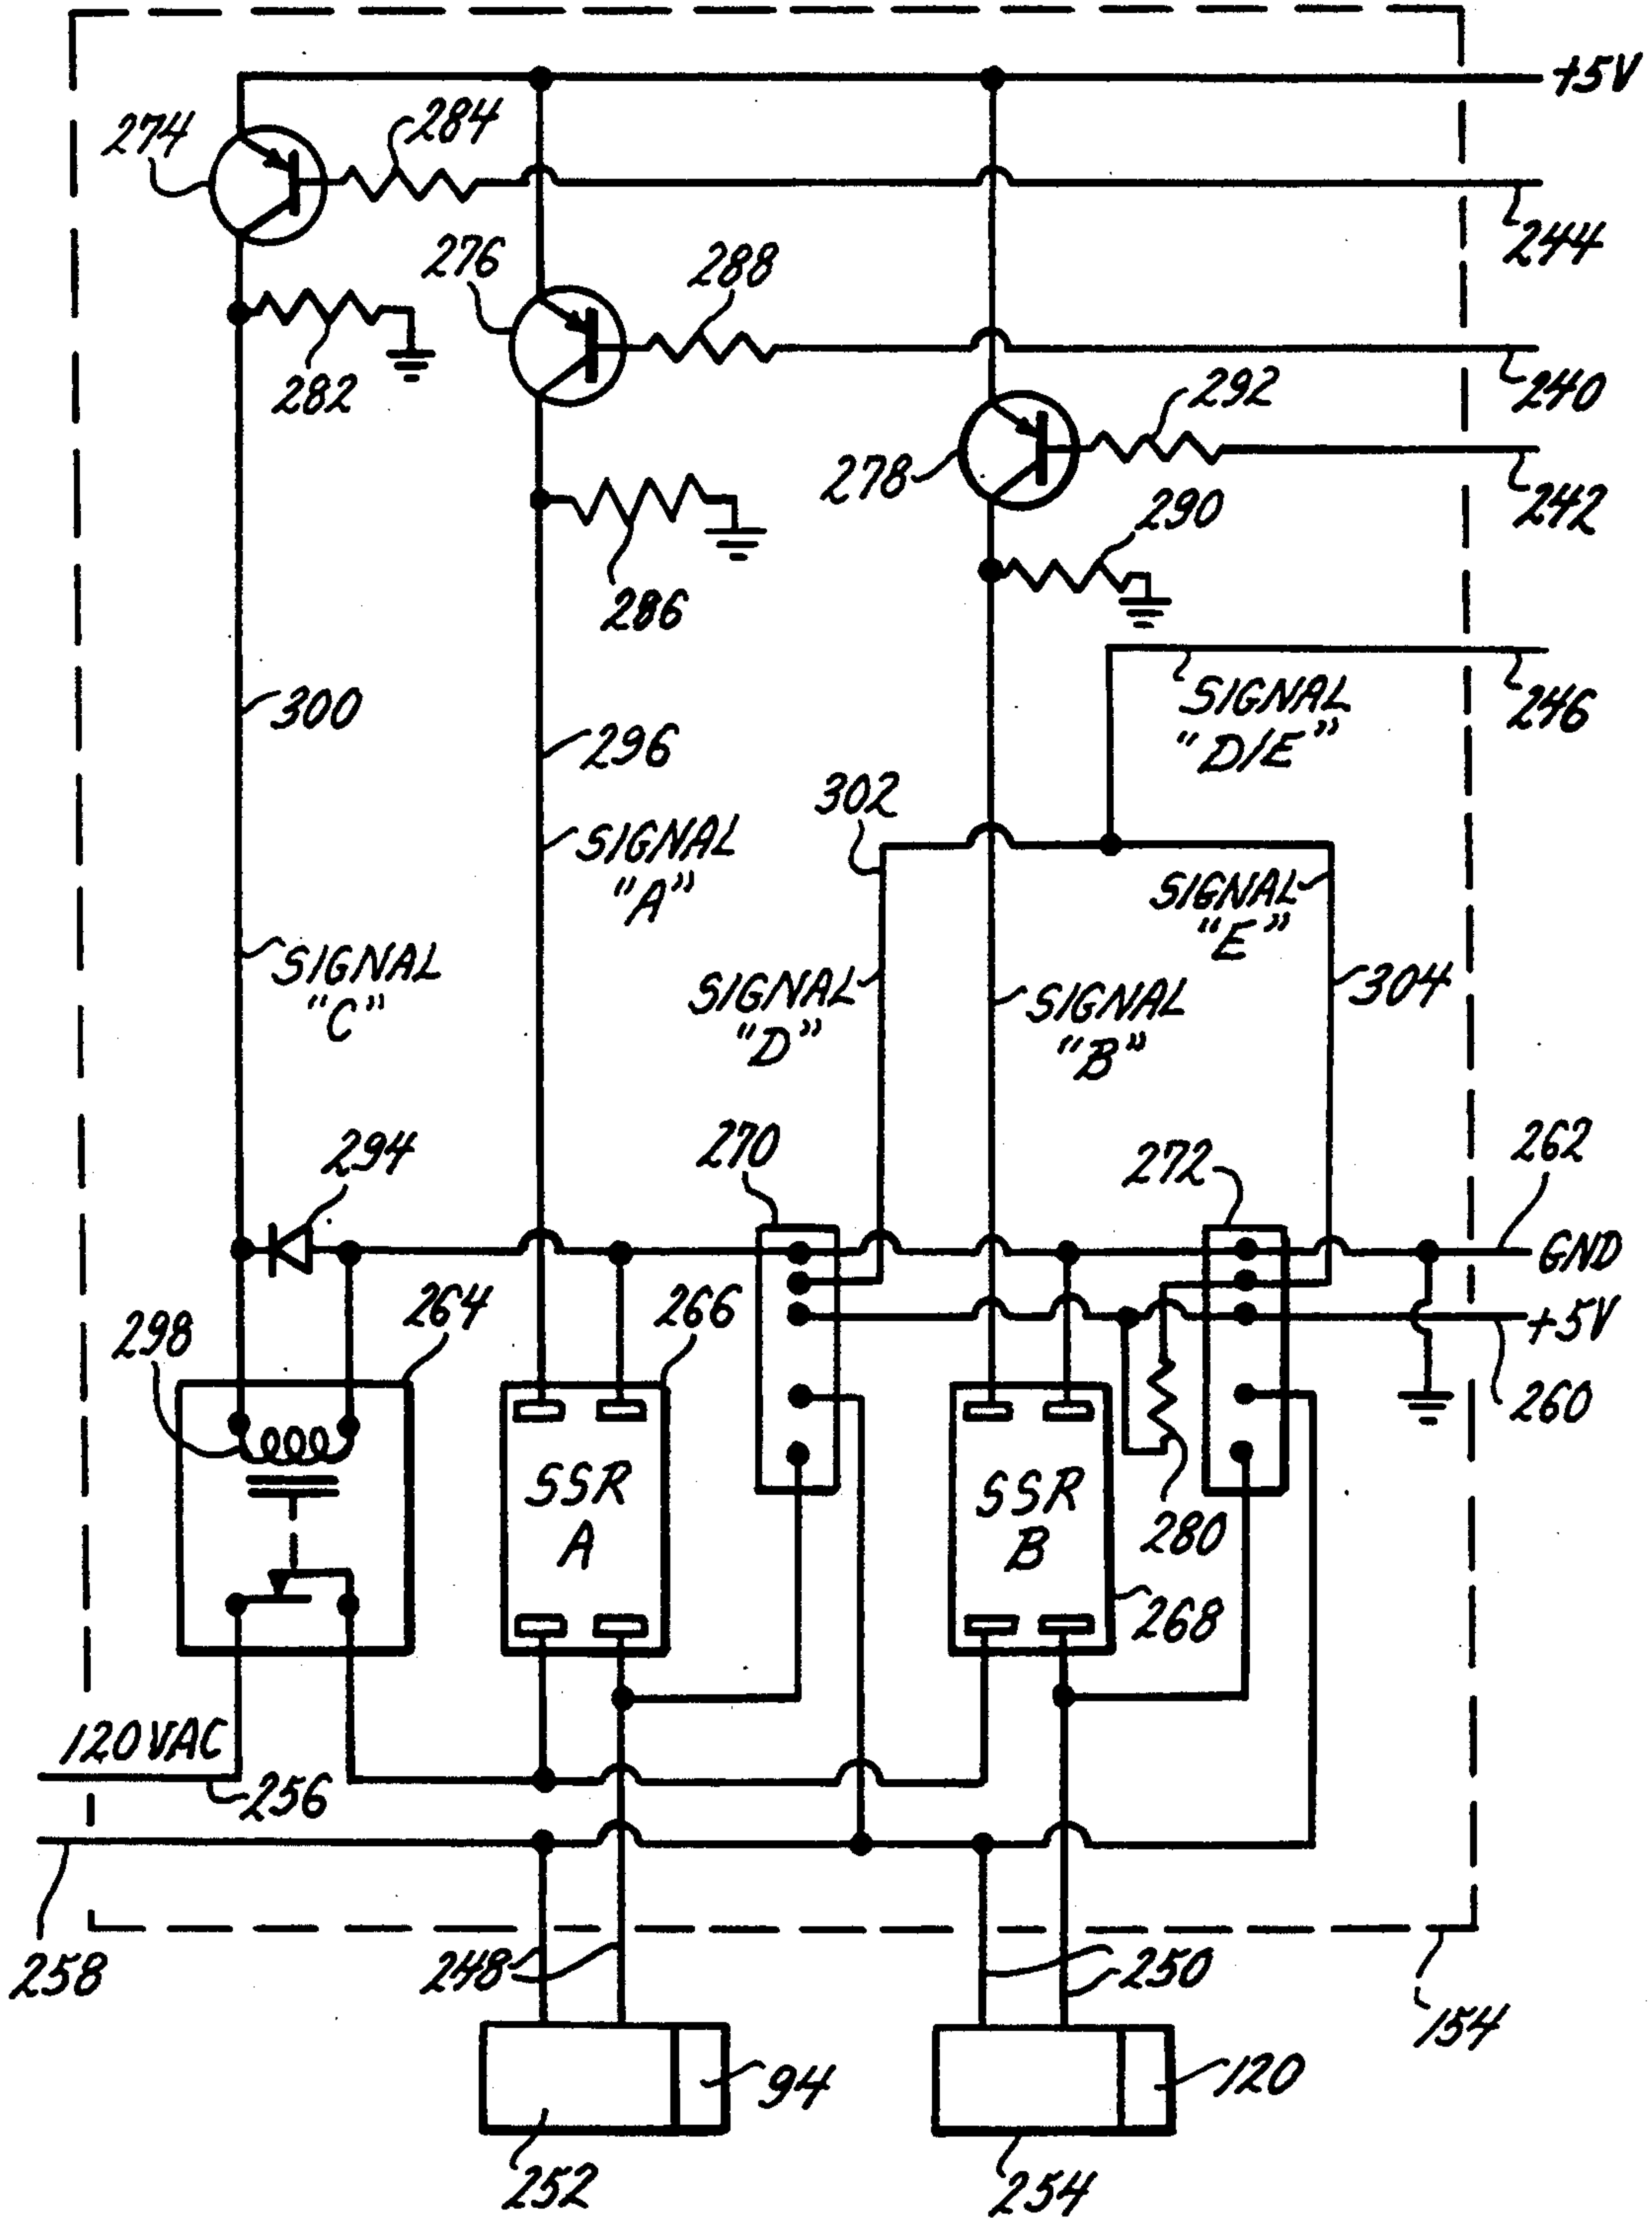 +5V
274
284
244
276
288
282
240
292
278
242
290
286
300
SIGNAL
"D/E"
246
296
302
SIGNAL
"A"
SIGNAL
"E"
SIGNAL
"C"
SIGNAL
"D"
SIGNAL
"B"
304
294
270
272
262
GND
298
264
266
+5V
260
SSR
A
SSR
B
280
268
120VAC
256
258
248
250
154
94
120
252
254